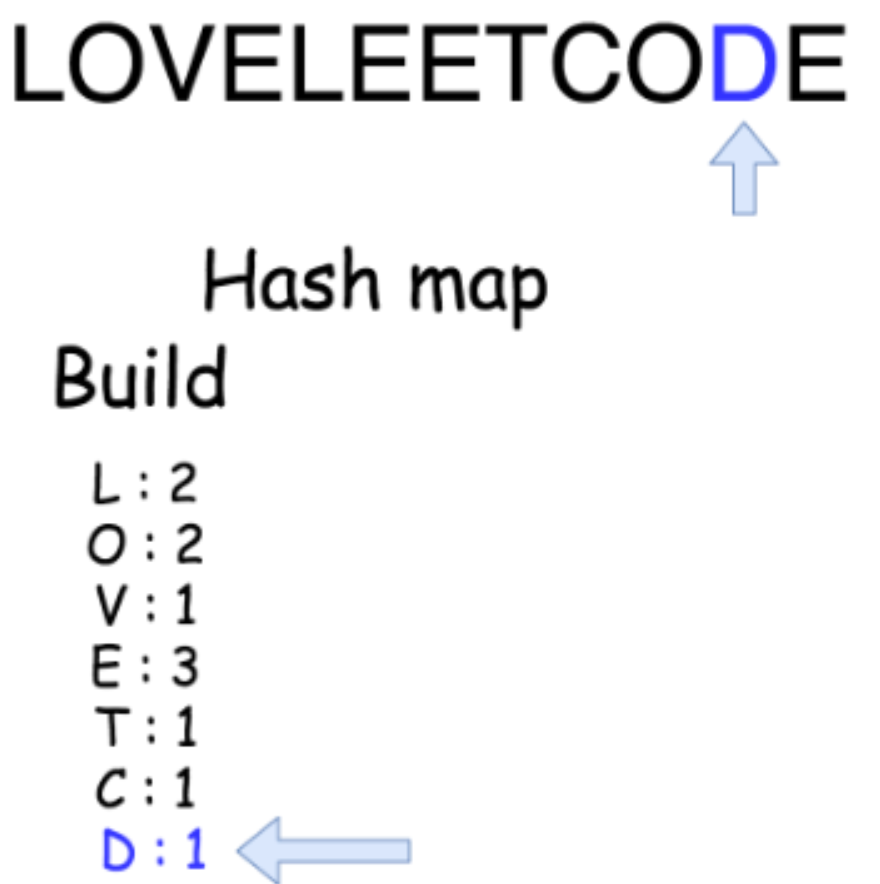 LOVELEETCODE
Hash map
Build
L : 2
O : 2
V : 1
E : 3
T : 1
C : 1
D : 1